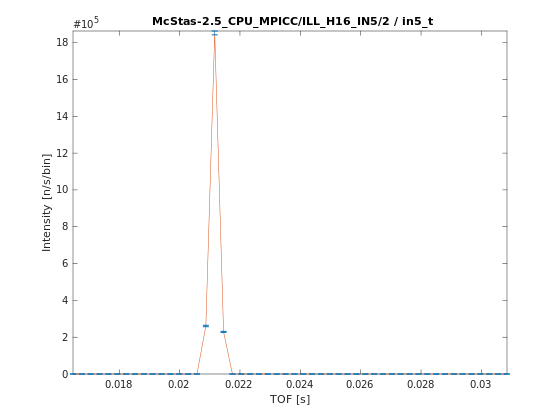 McStas-2.5_CPU_MPICC/ILL_H16_IN5/2 / in5_t
#10^5
18
16
14
12
10
8
6
4
2
0
Intensity [n/s/bin]
0.018 0.02 0.022 0.024 0.026 0.028 0.03
TOF [s]